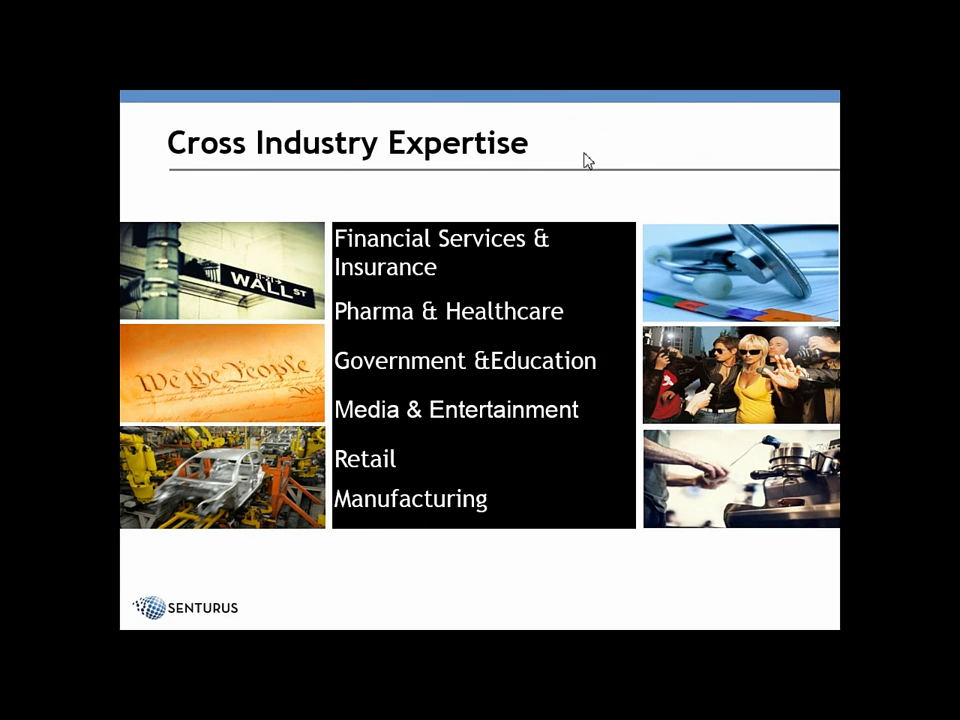 Cross Industry Expertise
WALL ST
Financial Services &
Insurance
Pharma & Healthcare
We the People
Government &Education
Media & Entertainment
Retail
Manufacturing
SENTURUS